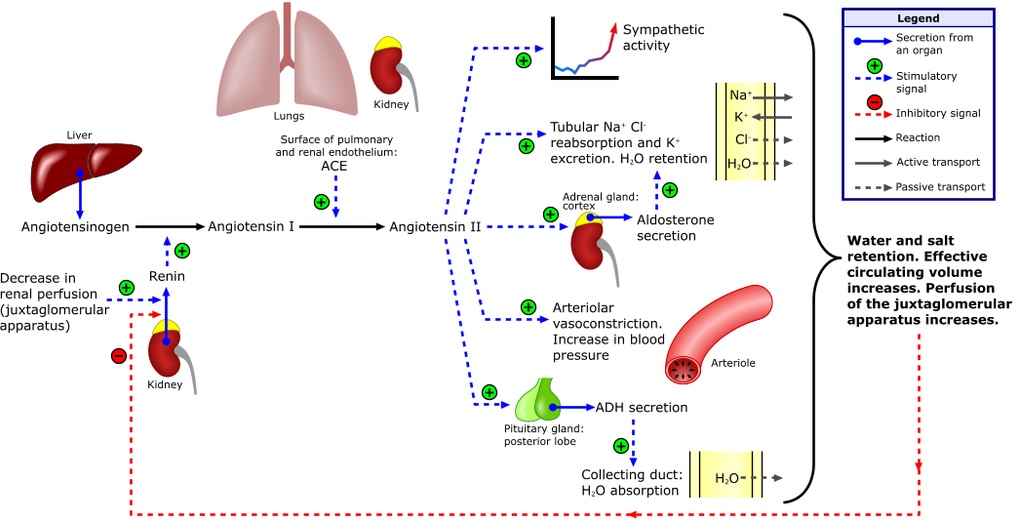 Liver
Lungs
Kidney
Surface of pulmonary
and renal endothelium:
ACE
+
Angiotensinogen
Angiotensin I
Angiotensin II
Decrease in
renal perfusion
(juxtaglomerular
apparatus)
+
+
Renin
−
Kidney
+
Sympathetic
activity
+
Tubular Na⁺ Cl⁻
reabsorption and K⁺
excretion. H₂O retention
Na⁺
K⁺
Cl⁻
H₂O
+
Adrenal gland:
cortex
+
Aldosterone
secretion
+
Arteriolar
vasoconstriction.
Increase in blood
pressure
Arteriole
+
Pituitary gland:
posterior lobe
ADH secretion
+
Collecting duct:
H₂O absorption
H₂O
Water and salt
retention. Effective
circulating volume
increases. Perfusion
of the juxtaglomerular
apparatus increases.
Legend
Secretion from
an organ
+
Stimulatory
signal
−
Inhibitory signal
Reaction
Active transport
Passive transport